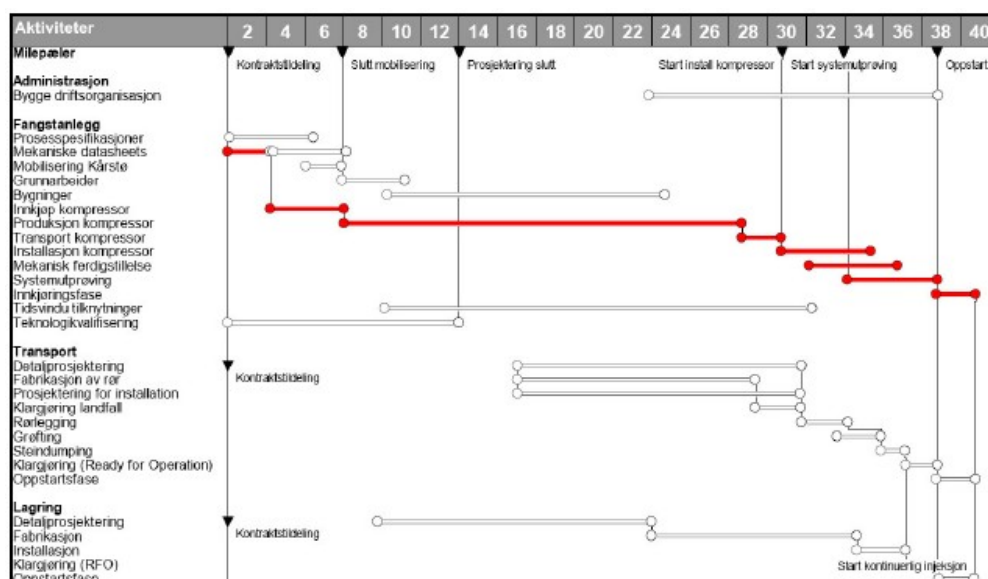 Aktiviteter 2 4 6 8 10 12 14 16 18 20 22 24 26 28 30 32 34 36 38 40
Milepæler
Kontraktstildeling Slutt mobilisering Prosjektering slutt Start install kompressor Start systemutprøving Oppstart
Administrasjon
Bygge driftsorganisasjon
Fangstanlegg
Prosesspesifikasjoner
Mekaniske datasheets
Mobilisering Kårstø
Grunnarbeider
Bygninger
Innkjøp kompressor
Produksjon kompressor
Transport kompressor
Installasjon kompressor
Mekanisk ferdigstillelse
Systemutprøving
Innkjøringsfase
Tidsvindu tilknytninger
Teknologikvalifisering
Transport
Detaljprosjektering
Kontraktstildeling
Fabrikasjon av rør
Prosjektering for installation
Klargjøring landfall
Rørlegging
Grøfting
Steindumping
Klargjøring (Ready for Operation)
Oppstartsfase
Lagring
Detaljprosjektering
Kontraktstildeling
Fabrikasjon
Installasjon
Klargjøring (RFO) Start kontinuerlig injeksjon
Oppstartsfase